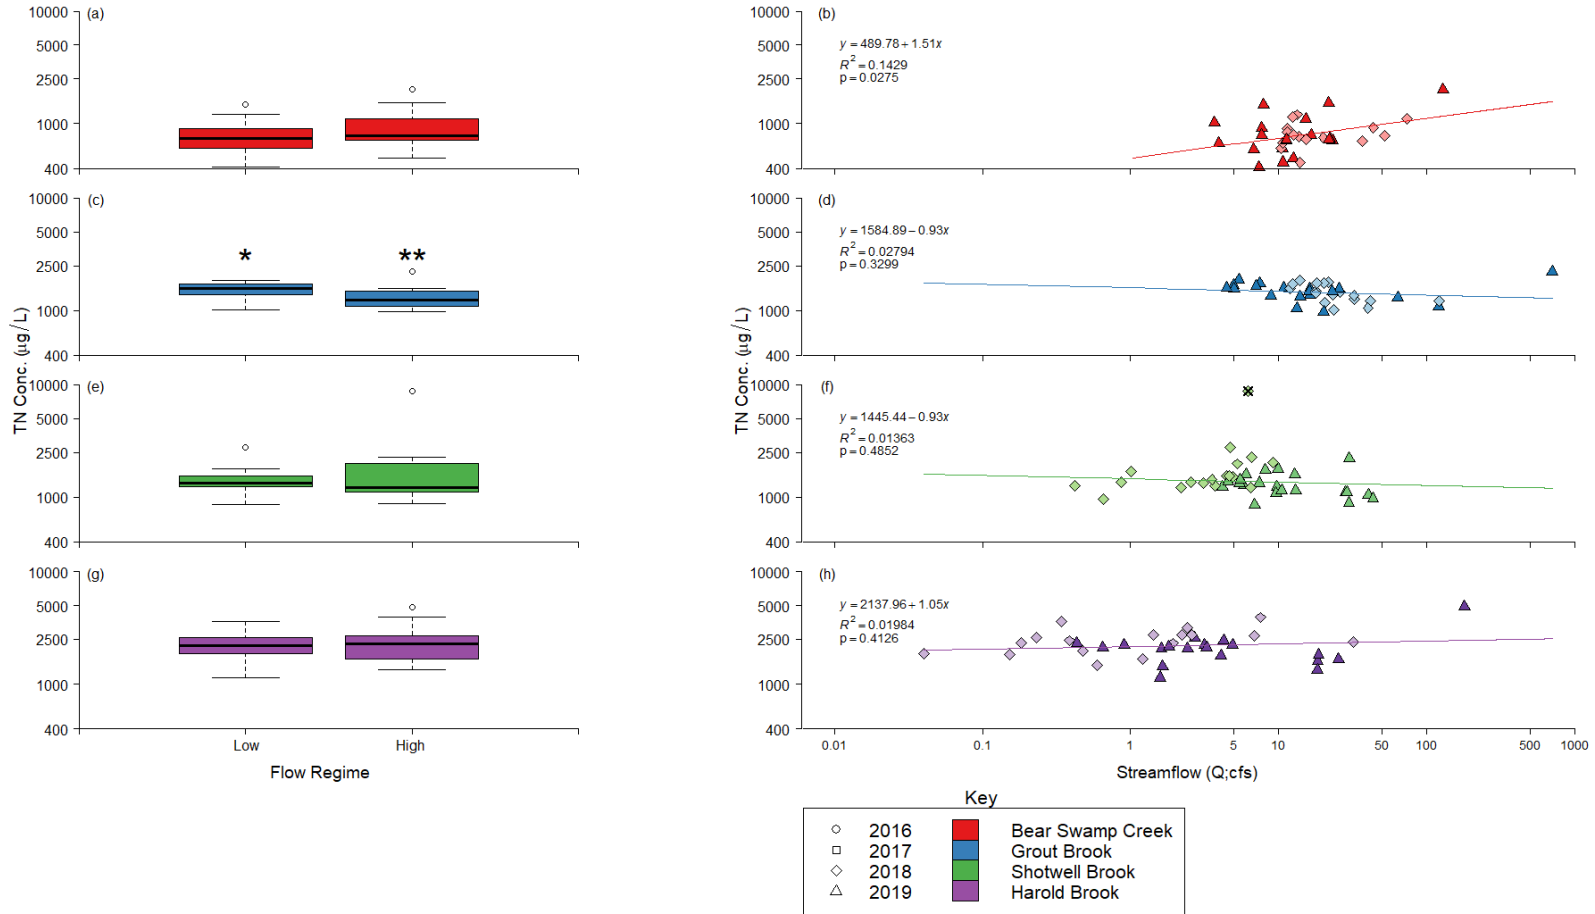 (a)
10000
5000
2500
1000
400
(b)
10000
5000
2500
1000
400
y = 489.78 + 1.51x
R² = 0.1429
p = 0.0275
(c)
10000
5000
2500
1000
400
*
**
(d)
10000
5000
2500
1000
400
y = 1584.89 − 0.93x
R² = 0.02794
p = 0.3299
TN Conc. (µg/L)
TN Conc. (µg/L)
(e)
10000
5000
2500
1000
400
(f)
10000
5000
2500
1000
400
y = 1445.44 − 0.93x
R² = 0.01363
p = 0.4852
(g)
10000
5000
2500
1000
400
Low
High
Flow Regime
(h)
10000
5000
2500
1000
400
y = 2137.96 + 1.05x
R² = 0.01984
p = 0.4126
0.01
0.1
1
5
10
50
100
500
1000
Streamflow (Q;cfs)
Key
2016 Bear Swamp Creek
2017 Grout Brook
2018 Shotwell Brook
2019 Harold Brook